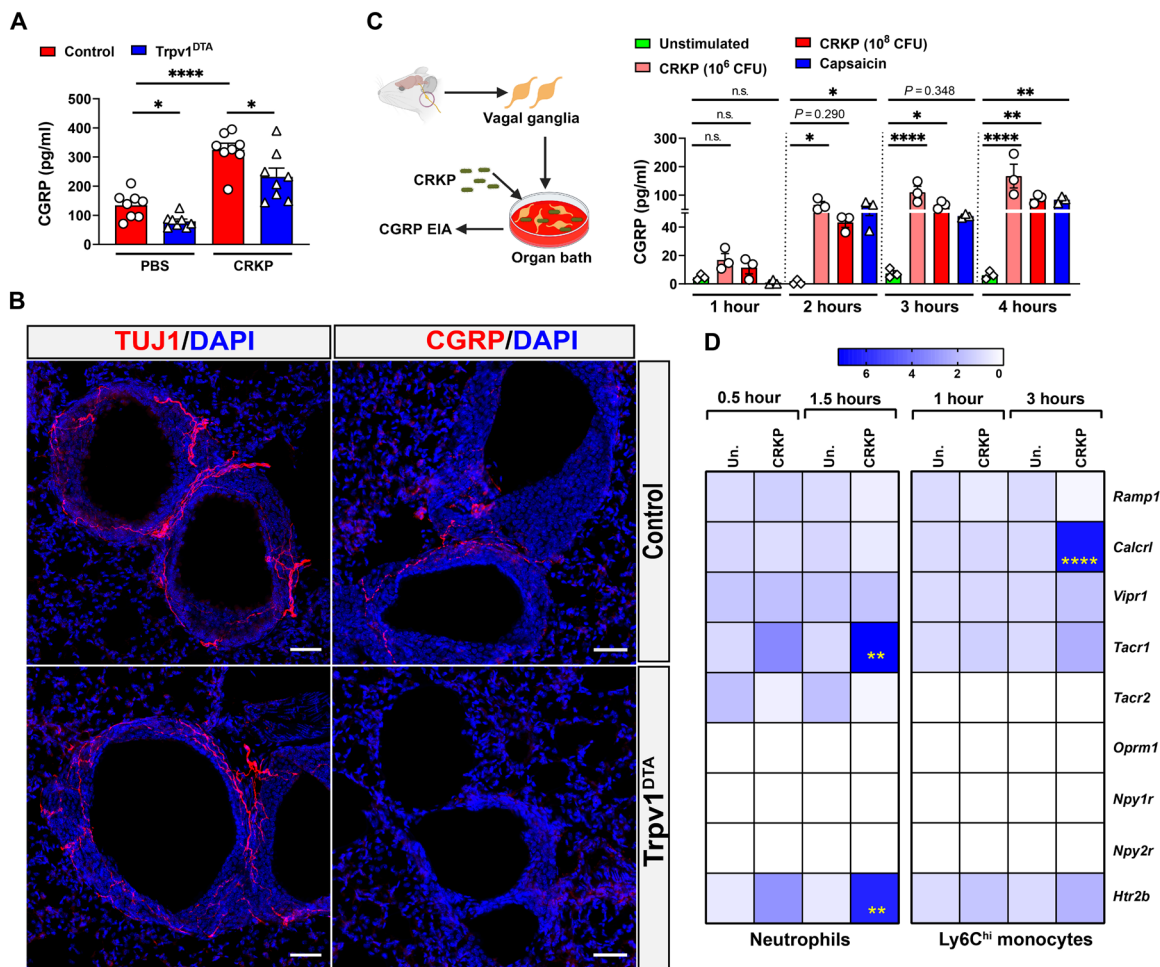 A
Control
Trpv1DTA
****
*
*
CGRP (pg/ml)
500
400
300
200
100
0
PBS
CRKP
C
Vagal ganglia
CRKP
CGRP EIA
Organ bath
Unstimulated
CRKP (10⁸ CFU)
CRKP (10⁶ CFU)
Capsaicin
n.s.
*
P = 0.348
**
n.s.
P = 0.290
*
**
n.s.
*
****
****
CGRP (pg/ml)
300
200
100
50
40
20
0
1 hour
2 hours
3 hours
4 hours
B
TUJ1/DAPI
CGRP/DAPI
Control
Trpv1DTA
D
6
4
2
0
0.5 hour
1.5 hours
1 hour
3 hours
Un.
CRKP
Un.
CRKP
Un.
CRKP
Un.
CRKP
Ramp1
Calcrl
****
Vipr1
Tacr1
**
Tacr2
Oprm1
Npy1r
Npy2r
Htr2b
**
Neutrophils
Ly6Chi monocytes